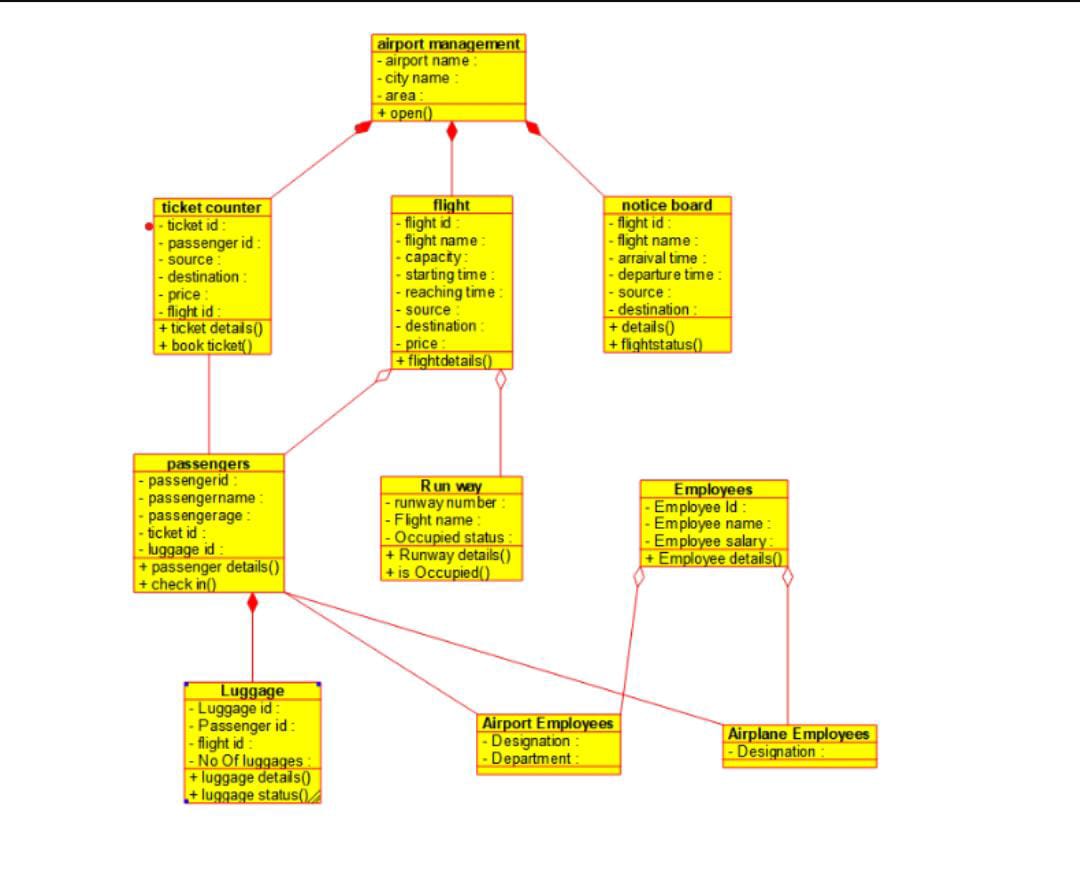 airport management
- airport name :
- city name :
- area :
+ open()
ticket counter
- ticket id :
- passenger id :
- source :
- destination :
- price :
- flight id :
+ ticket details()
+ book ticket()
flight
- flight id :
- flight name :
- capacity :
- starting time :
- reaching time :
- source :
- destination :
- price :
+ flightdetails()
notice board
- flight id :
- flight name :
- arraival time :
- departure time :
- source :
- destination :
+ details()
+ flightstatus()
passengers
- passengerid :
- passengername :
- passengerage :
- ticket id :
- luggage id :
+ passenger details()
+ check in()
Run way
- runway number :
- Flight name :
- Occupied status :
+ Runway details()
+ is Occupied()
Employees
- Employee Id :
- Employee name :
- Employee salary :
+ Employee details()
Luggage
- Luggage id :
- Passenger id :
- flight id :
- No Of luggages :
+ luggage details()
+ luggage status()
Airport Employees
- Designation :
- Department :
Airplane Employees
- Designation :